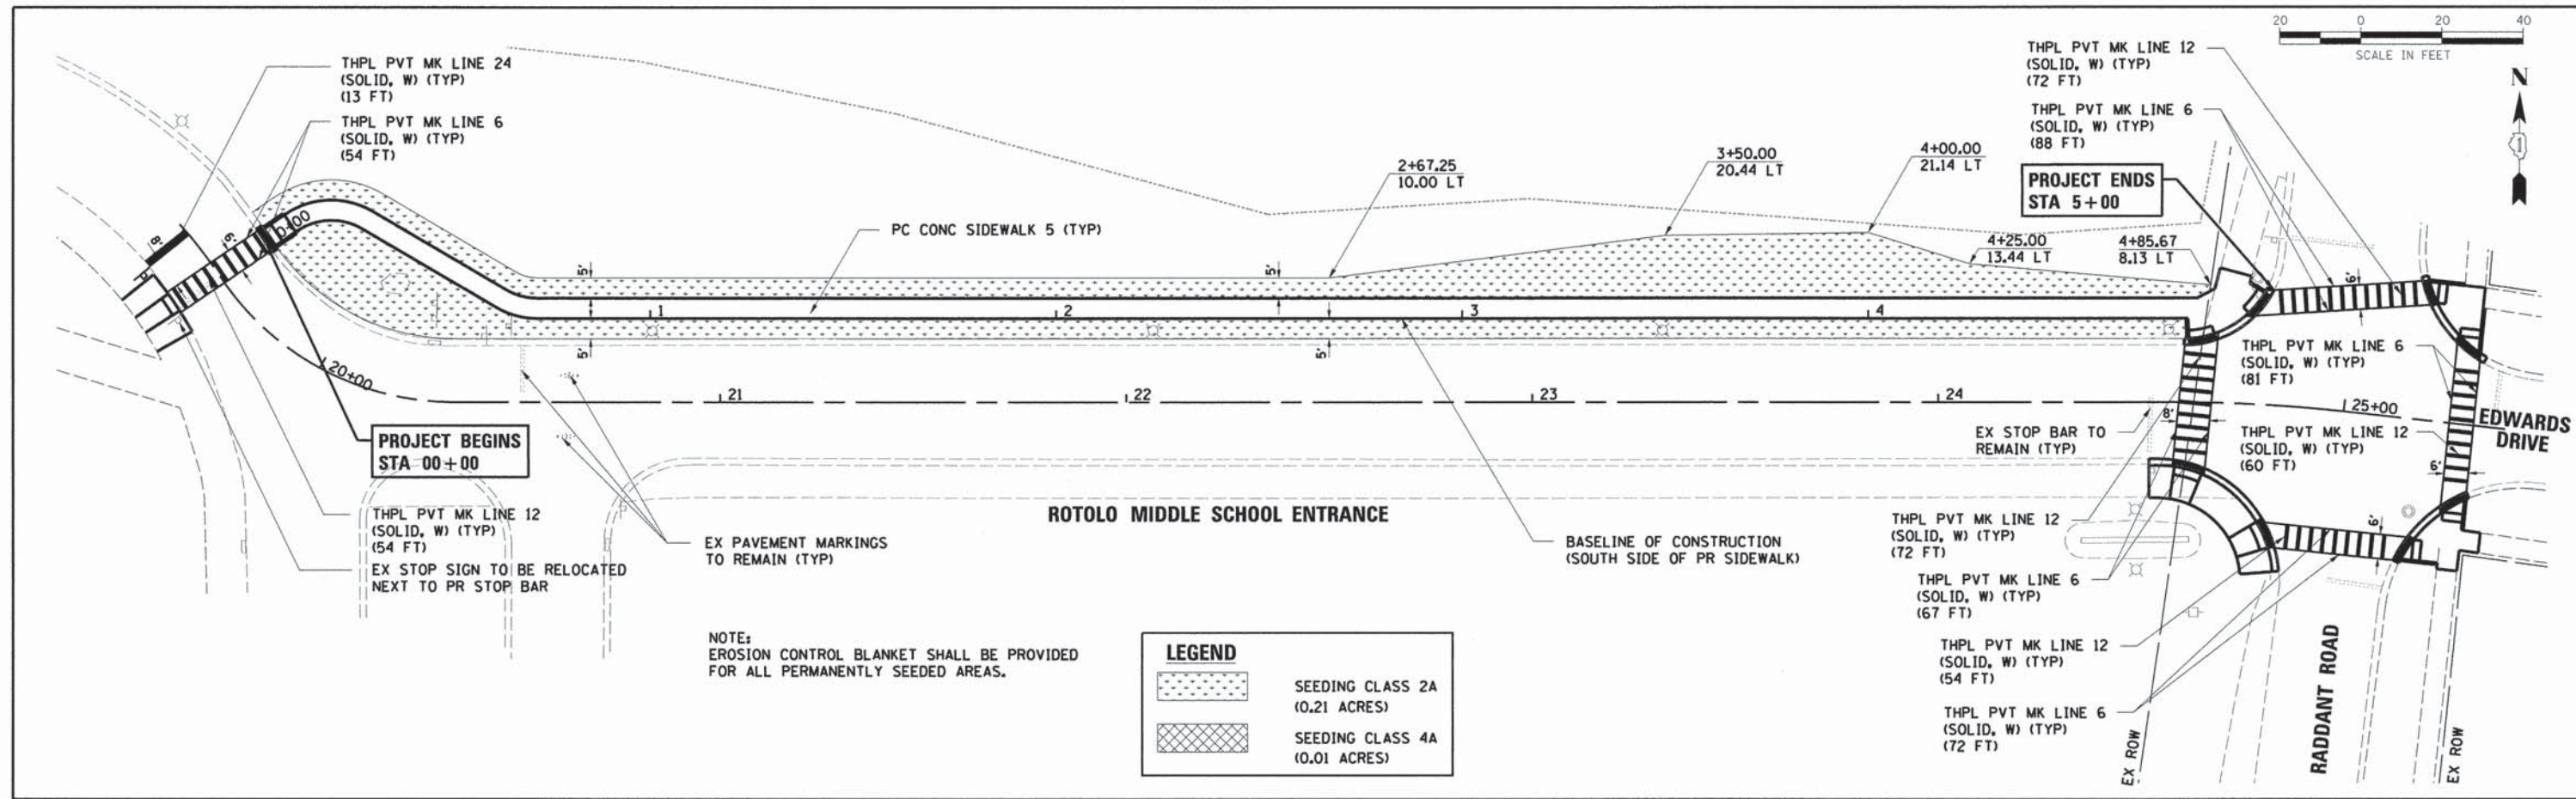 THPL PVT MK LINE 24
(SOLID, W) (TYP)
(13 FT)
THPL PVT MK LINE 6
(SOLID, W) (TYP)
(54 FT)
8'
6'
0+00
PROJECT BEGINS
STA 00+00
THPL PVT MK LINE 12
(SOLID, W) (TYP)
(54 FT)
EX STOP SIGN TO BE RELOCATED
NEXT TO PR STOP BAR
20+00
5'
5'
1
PC CONC SIDEWALK 5 (TYP)
2
5'
5'
2+67.25
10.00 LT
3
3+50.00
20.44 LT
4+00.00
21.14 LT
4
4+25.00
13.44 LT
4+85.67
8.13 LT
21
22
23
24
25+00
EX PAVEMENT MARKINGS
TO REMAIN (TYP)
ROTOLO MIDDLE SCHOOL ENTRANCE
BASELINE OF CONSTRUCTION
(SOUTH SIDE OF PR SIDEWALK)
NOTE:
EROSION CONTROL BLANKET SHALL BE PROVIDED
FOR ALL PERMANENTLY SEEDED AREAS.
LEGEND
SEEDING CLASS 2A
(0.21 ACRES)
SEEDING CLASS 4A
(0.01 ACRES)
20 0 20 40
SCALE IN FEET
N
1
THPL PVT MK LINE 12
(SOLID, W) (TYP)
(72 FT)
THPL PVT MK LINE 6
(SOLID, W) (TYP)
(88 FT)
PROJECT ENDS
STA 5+00
6'
THPL PVT MK LINE 6
(SOLID, W) (TYP)
(81 FT)
EDWARDS
DRIVE
8'
EX STOP BAR TO
REMAIN (TYP)
THPL PVT MK LINE 12
(SOLID, W) (TYP)
(60 FT)
6'
THPL PVT MK LINE 12
(SOLID, W) (TYP)
(72 FT)
6'
THPL PVT MK LINE 6
(SOLID, W) (TYP)
(67 FT)
THPL PVT MK LINE 12
(SOLID, W) (TYP)
(54 FT)
THPL PVT MK LINE 6
(SOLID, W) (TYP)
(72 FT)
EX ROW
RADDANT ROAD
EX ROW